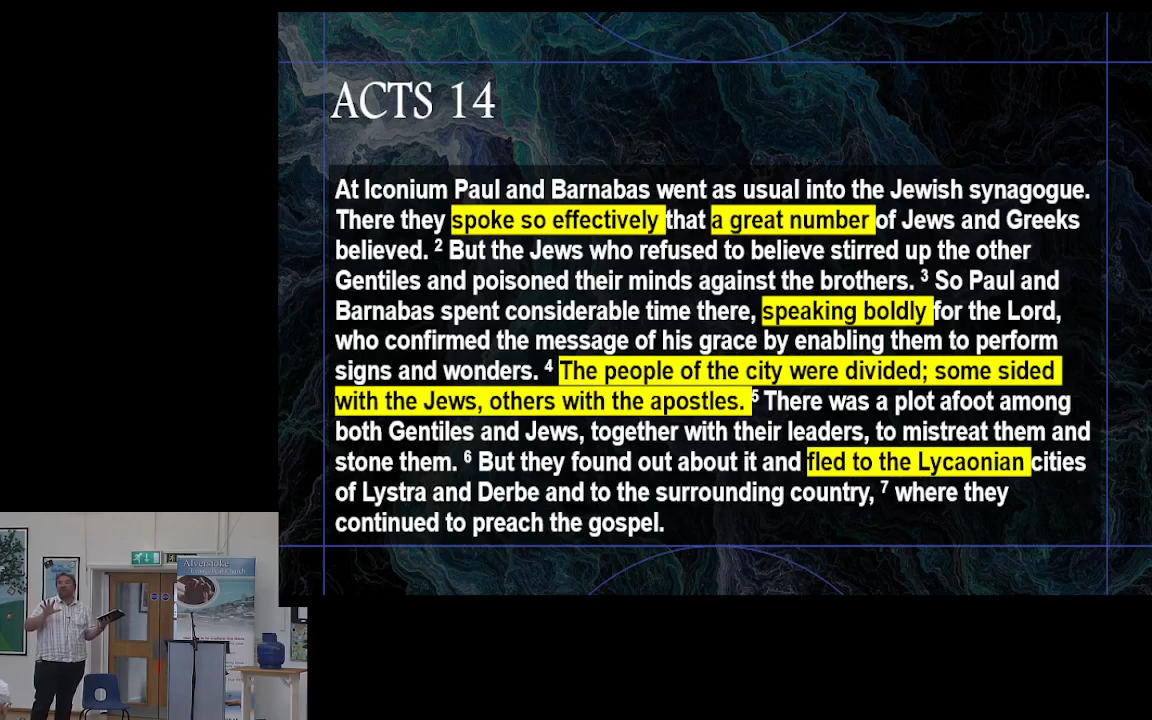 ACTS 14
At Iconium Paul and Barnabas went as usual into the Jewish synagogue.
There they spoke so effectively that a great number of Jews and Greeks
believed. 2 But the Jews who refused to believe stirred up the other
Gentiles and poisoned their minds against the brothers. 3 So Paul and
Barnabas spent considerable time there, speaking boldly for the Lord,
who confirmed the message of his grace by enabling them to perform
signs and wonders. 4 The people of the city were divided; some sided
with the Jews, others with the apostles. 5 There was a plot afoot among
both Gentiles and Jews, together with their leaders, to mistreat them and
stone them. 6 But they found out about it and fled to the Lycaonian cities
of Lystra and Derbe and to the surrounding country, 7 where they
continued to preach the gospel.
Alverstoke
Church